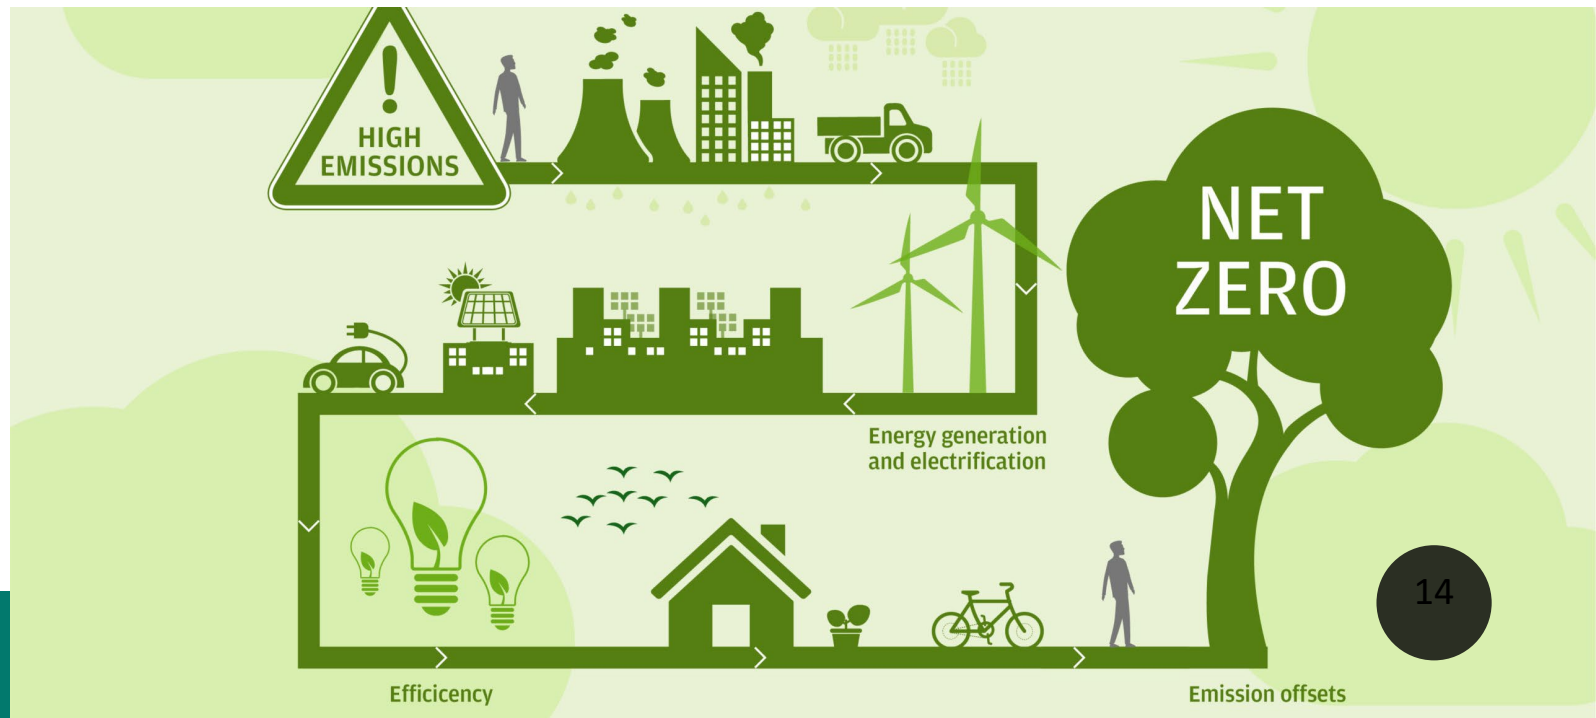 HIGH
EMISSIONS
NET
ZERO
Energy generation
and electrification
14
Efficicency
Emission offsets